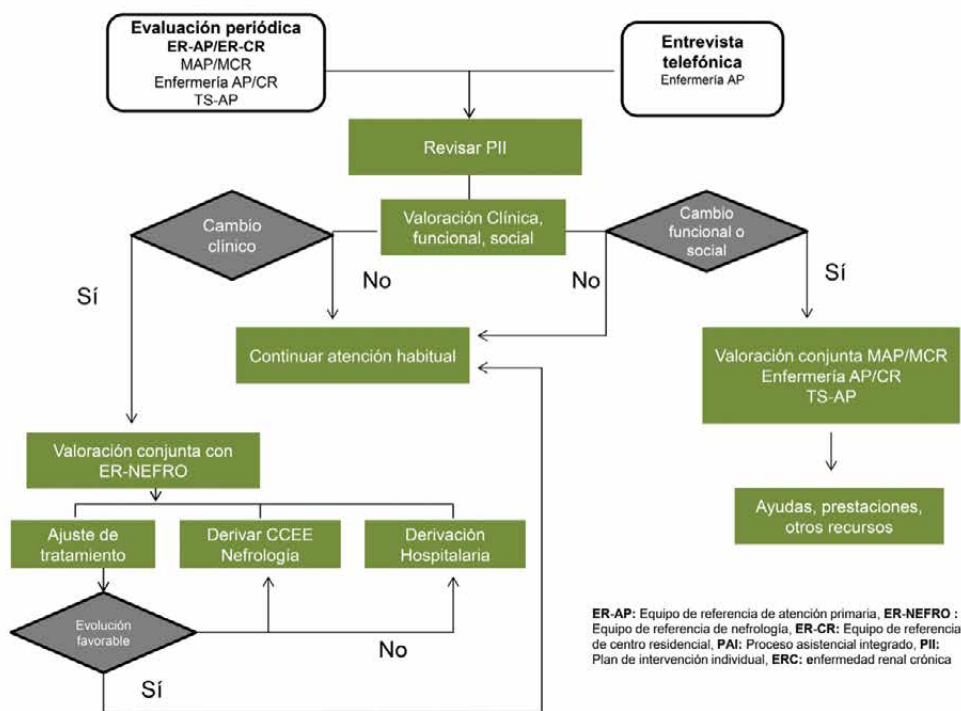 Evaluación periódica
ER-AP/ER-CR
MAP/MCR
Enfermería AP/CR
TS-AP
Entrevista
telefónica
Enfermería AP
Revisar PII
Valoración Clínica,
funcional, social
Cambio
clínico
Cambio
funcional o
social
Sí
No
No
Sí
Continuar atención habitual
Valoración conjunta MAP/MCR
Enfermería AP/CR
TS-AP
Valoración conjunta con
ER-NEFRO
Ayudas, prestaciones,
otros recursos
Ajuste de
tratamiento
Derivar CCEE
Nefrología
Derivación
Hospitalaria
Evolución
favorable
No
Sí
ER-AP: Equipo de referencia de atención primaria, ER-NEFRO :
Equipo de referencia de nefrología, ER-CR: Equipo de referencia
de centro residencial, PAI: Proceso asistencial integrado, PII:
Plan de intervención individual, ERC: enfermedad renal crónica